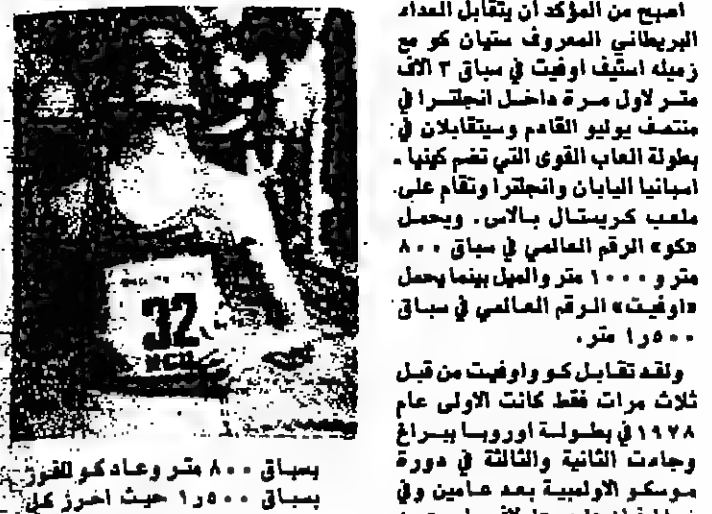 اصبح من المؤكد أن يتقابل العداء
البريطاني المعروف ستيان كو مع
زميله استيف اوفيت في سباق ٣ الاف
متر لاول مرة داخل انجلترا في
منتصف يوليو القادم وسيتقابلان في
بطولة العاب القوى التي تضم كينيا ـ
اسبانيا اليابان وانجلترا وتقام على
ملعب كريستال بالاس . ويحمل
«كو» الرقم العالمي في سباق ٨٠٠
متر و ١٠٠٠ متر والميل بينما يحمل
«اوفيت» الرقم العالمي في سباق
١٫٥٠٠ متر .
ولقد تقابل كو واوفيت من قبل
ثلاث مرات فقط كانت الاولى عام
١٩٧٨ في بطولة اوروبا ببراغ
وجاءت الثانية والثالثة في دورة
موسكو الاولمبية بعد عامين وفي
بسباق ٨٠٠ متر وعاد كو للفوز
بسباق ١٫٥٠٠ حيث احرز كل
32